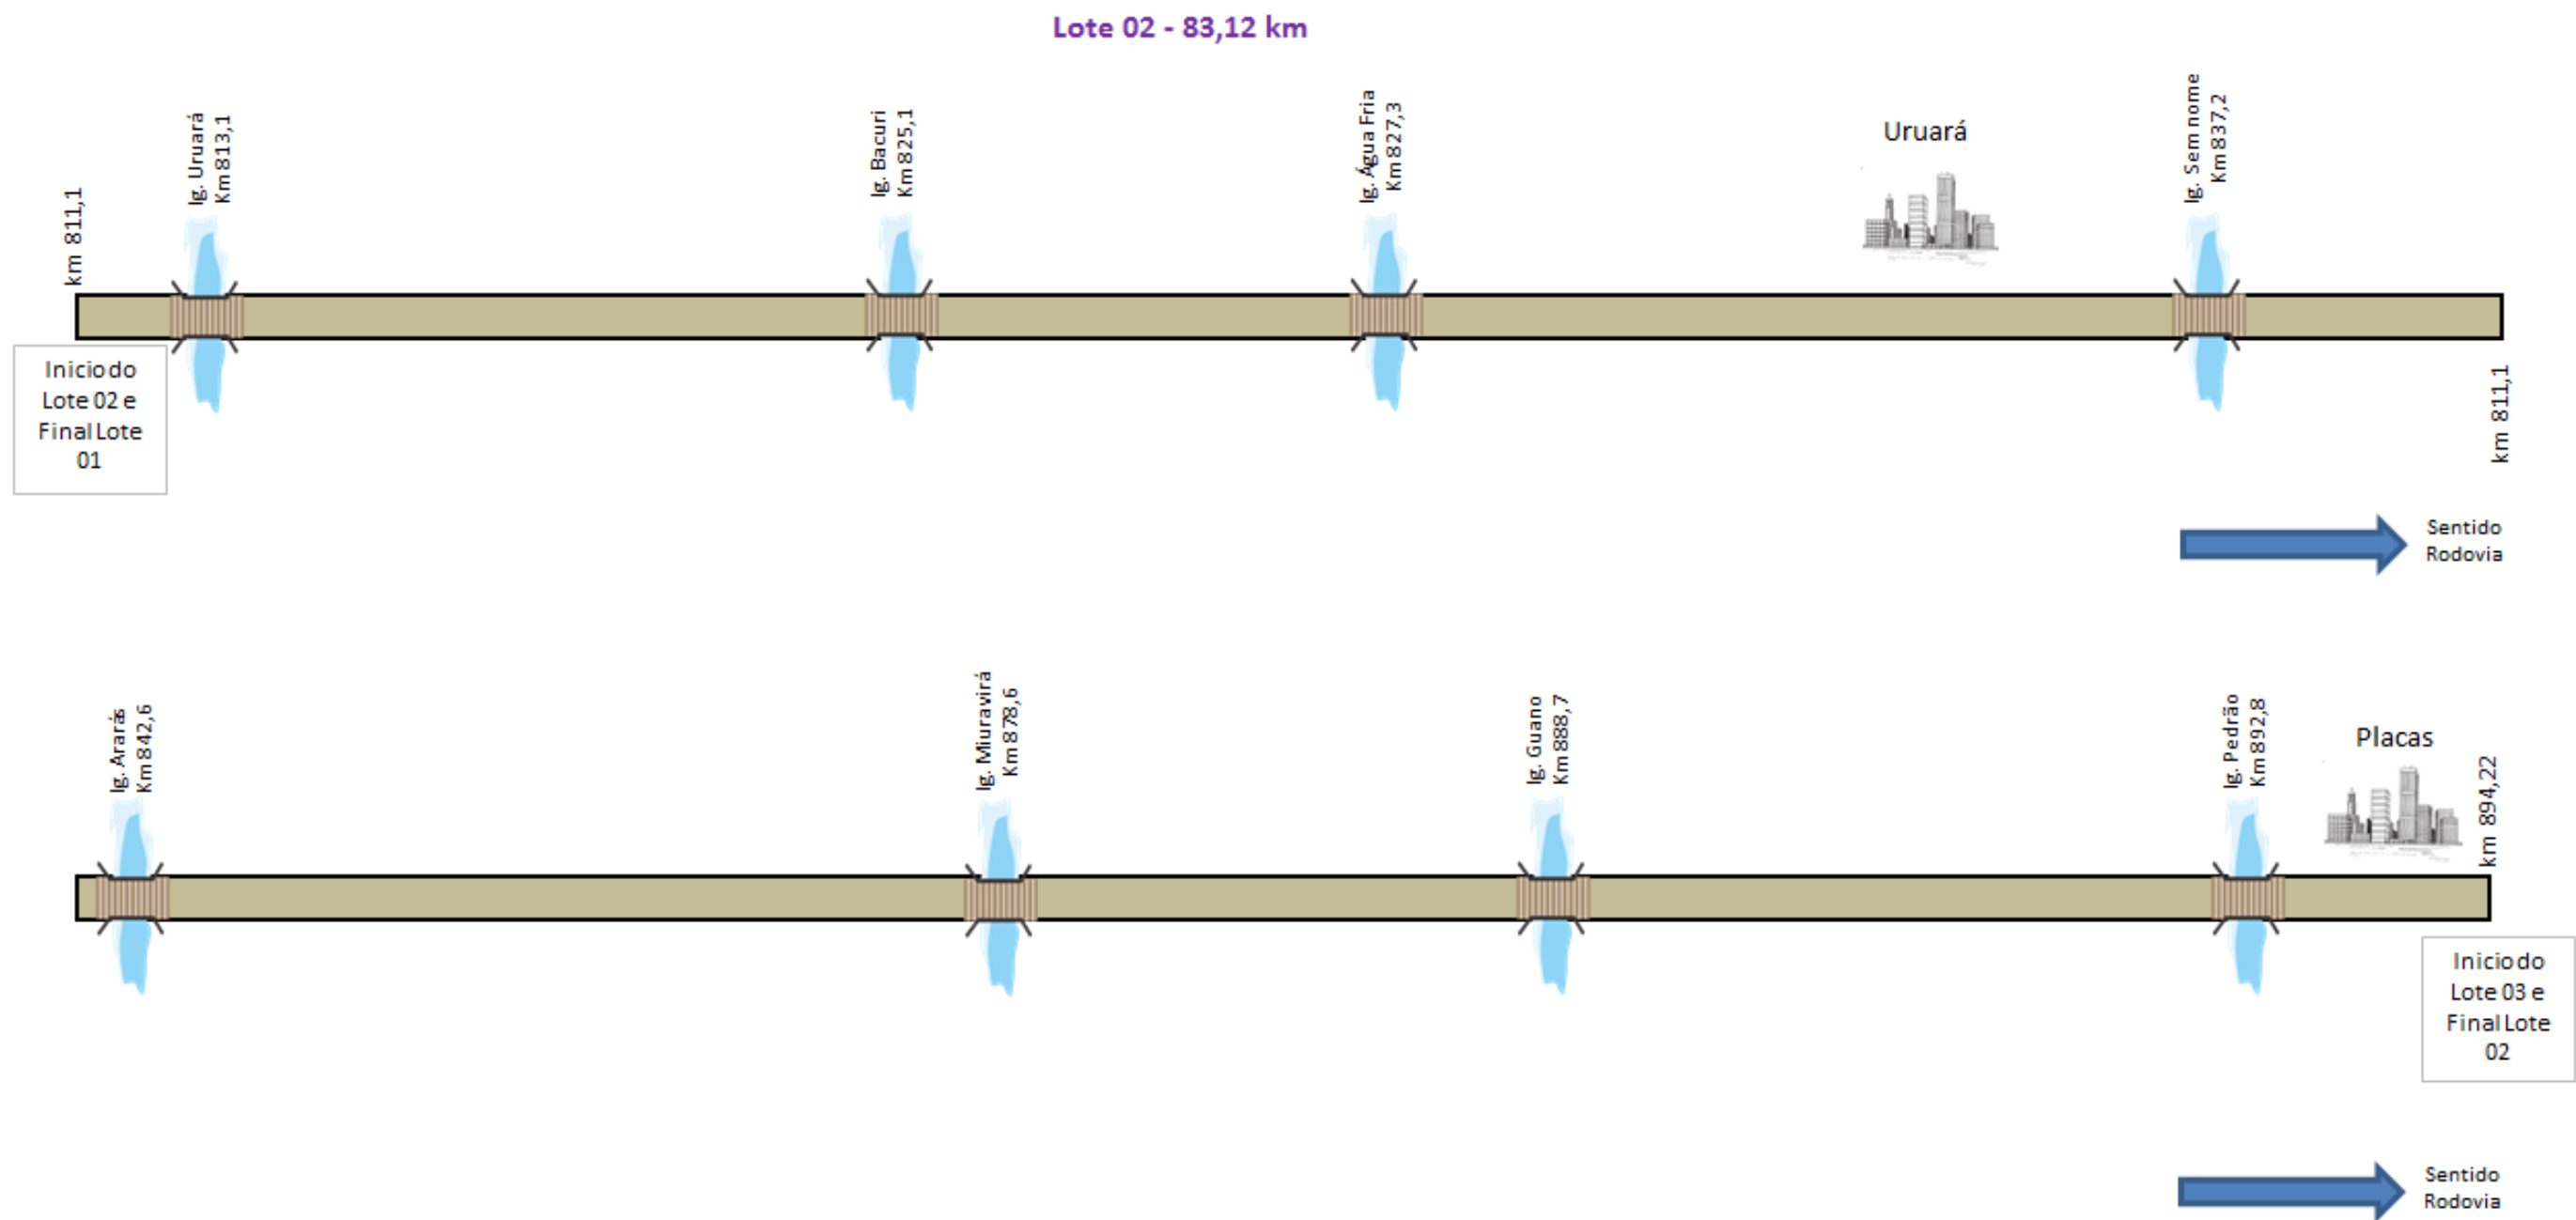 Lote 02 - 83,12 km
km 811,1
Ig. Uruará
Km 813,1
Ig. Bacuri
Km 825,1
Ig. Água Fria
Km 827,3
Uruará
Ig. Sem nome
Km 837,2
Inicio do
Lote 02 e
Final Lote
01
km 811,1
Sentido
Rodovia
Ig. Ararás
Km 842,6
Ig. Miuravirá
Km 878,6
Ig. Guano
Km 888,7
Ig. Pedrão
Km 892,8
Placas
km 894,22
Inicio do
Lote 03 e
Final Lote
02
Sentido
Rodovia